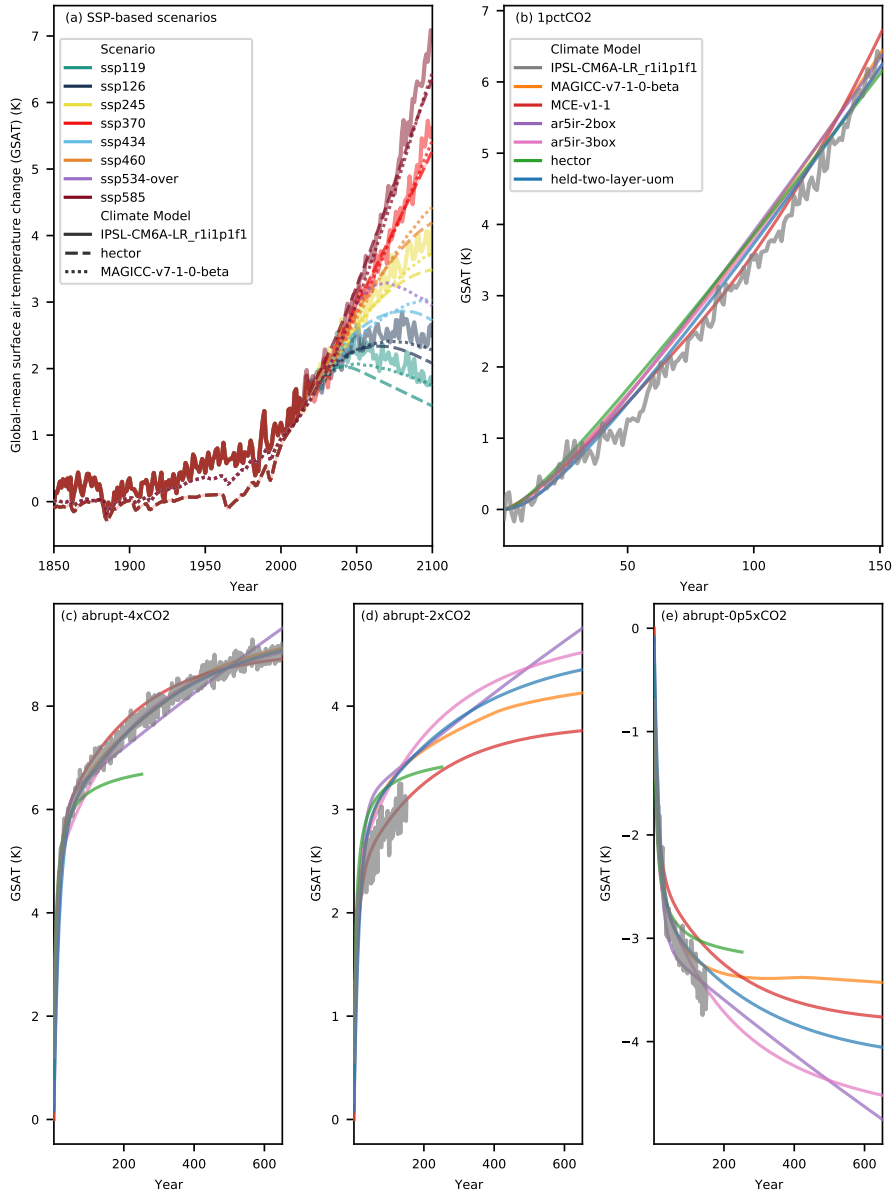 (a) SSP-based scenarios
Scenario
ssp119
ssp126
ssp245
ssp370
ssp434
ssp460
ssp534-over
ssp585
Climate Model
IPSL-CM6A-LR_r1i1p1f1
hector
MAGICC-v7-1-0-beta
Global-mean surface air temperature change (GSAT) (K)
7
6
5
4
3
2
1
0
1850
1900
1950
2000
2050
2100
Year
(b) 1pctCO2
Climate Model
IPSL-CM6A-LR_r1i1p1f1
MAGICC-v7-1-0-beta
MCE-v1-1
ar5ir-2box
ar5ir-3box
hector
held-two-layer-uom
GSAT (K)
7
6
5
4
3
2
1
0
50
100
150
Year
(c) abrupt-4xCO2
GSAT (K)
8
6
4
2
0
200
400
600
Year
(d) abrupt-2xCO2
GSAT (K)
4
3
2
1
0
200
400
600
Year
(e) abrupt-0p5xCO2
GSAT (K)
0
−1
−2
−3
−4
200
400
600
Year